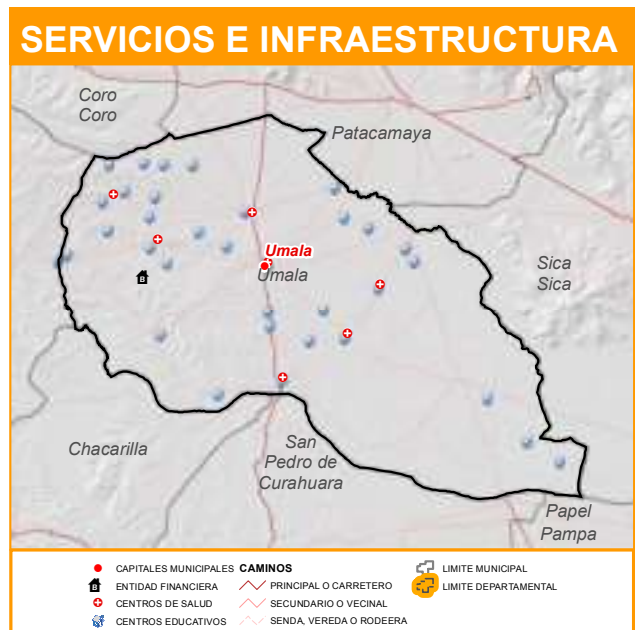 SERVICIOS E INFRAESTRUCTURA
Coro
Coro
Patacamaya
Umala
Umala
Sica
Sica
B
Chacarilla
San
Pedro de
Curahuara
Papel
Pampa
CAPITALES MUNICIPALES
B ENTIDAD FINANCIERA
CENTROS DE SALUD
CENTROS EDUCATIVOS
CAMINOS
PRINCIPAL O CARRETERO
SECUNDARIO O VECINAL
SENDA, VEREDA O RODEERA
LIMITE MUNICIPAL
LIMITE DEPARTAMENTAL